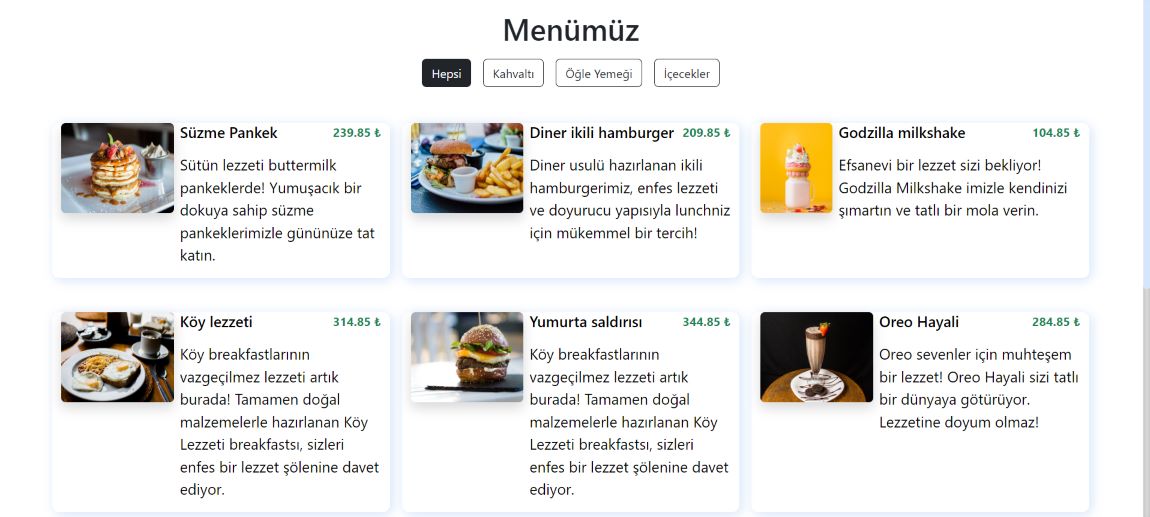 Menümüz
Hepsi
Kahvaltı
Öğle Yemeği
İçecekler
Süzme Pankek
239.85 ₺
Sütün lezzeti buttermilk
pankeklerde! Yumuşacık bir
dokuya sahip süzme
pankeklerimizle gününüze tat
katın.
Diner ikili hamburger
209.85 ₺
Diner usulü hazırlanan ikili
hamburgerimiz, enfes lezzeti
ve doyurucu yapısıyla lunchniz
için mükemmel bir tercih!
Godzilla milkshake
104.85 ₺
Efsanevi bir lezzet sizi bekliyor!
Godzilla Milkshake imizle kendinizi
şımartın ve tatlı bir mola verin.
Köy lezzeti
314.85 ₺
Köy breakfastlarının
vazgeçilmez lezzeti artık
burada! Tamamen doğal
malzemelerle hazırlanan Köy
Lezzeti breakfastsı, sizleri
enfes bir lezzet şölenine davet
ediyor.
Yumurta saldırısı
344.85 ₺
Köy breakfastlarının
vazgeçilmez lezzeti artık
burada! Tamamen doğal
malzemelerle hazırlanan Köy
Lezzeti breakfastsı, sizleri
enfes bir lezzet şölenine davet
ediyor.
Oreo Hayali
284.85 ₺
Oreo sevenler için muhteşem
bir lezzet! Oreo Hayali sizi tatlı
bir dünyaya götürüyor.
Lezzetine doyum olmaz!